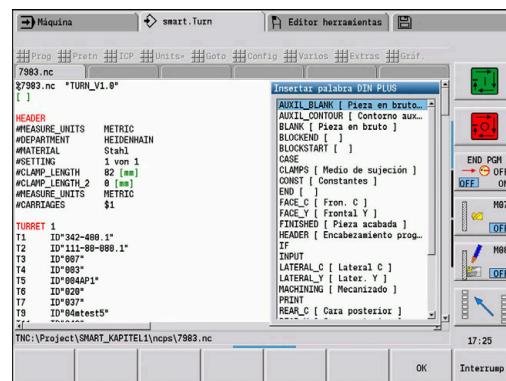 Máquina
smart.Turn
Editor herramientas
Prog Pretn ICP Units» Goto Config Varios Extras Gráf.
7983.nc
%7983.nc "TURN_V1.0"
[ ]
HEADER
#MEASURE_UNITS METRIC
#DEPARTMENT HEIDENHAIN
#MATERIAL Stahl
#SETTING 1 von 1
#CLAMP_LENGTH 82 [mm]
#CLAMP_LENGTH_2 0 [mm]
#MEASURE_UNITS METRIC
#CARRIAGES $1
TURRET 1
T1 ID"342-400.1"
T2 ID"111-80-080.1"
T3 ID"007"
T4 ID"003"
T5 ID"004AP1"
T6 ID"020"
T7 ID"037"
T9 ID"04mtest5"
Insertar palabra DIN PLUS
AUXIL_BLANK [ Pieza en bruto...
AUXIL_CONTOUR [ Contorno aux...
BLANK [ Pieza en bruto ]
BLOCKEND [ ]
BLOCKSTART [ ]
CASE
CLAMPS [ Medio de sujeción ]
CONST [ Constantes ]
END [ ]
FACE_C [ Fron. C ]
FACE_Y [ Frontal Y ]
FINISHED [ Pieza acabada ]
HEADER [ Encabezamiento prog...
IF
INPUT
LATERAL_C [ Lateral C ]
LATERAL_Y [ Later. Y ]
MACHINING [ Mecanizado ]
PRINT
REAR_C [ Cara posterior ]
TNC:\Project\SMART_KAPITEL1\ncps\7983.nc
END PGM
OFF
OFF ON
M07
OFF
M08
OFF
17:25
OK
Interrump